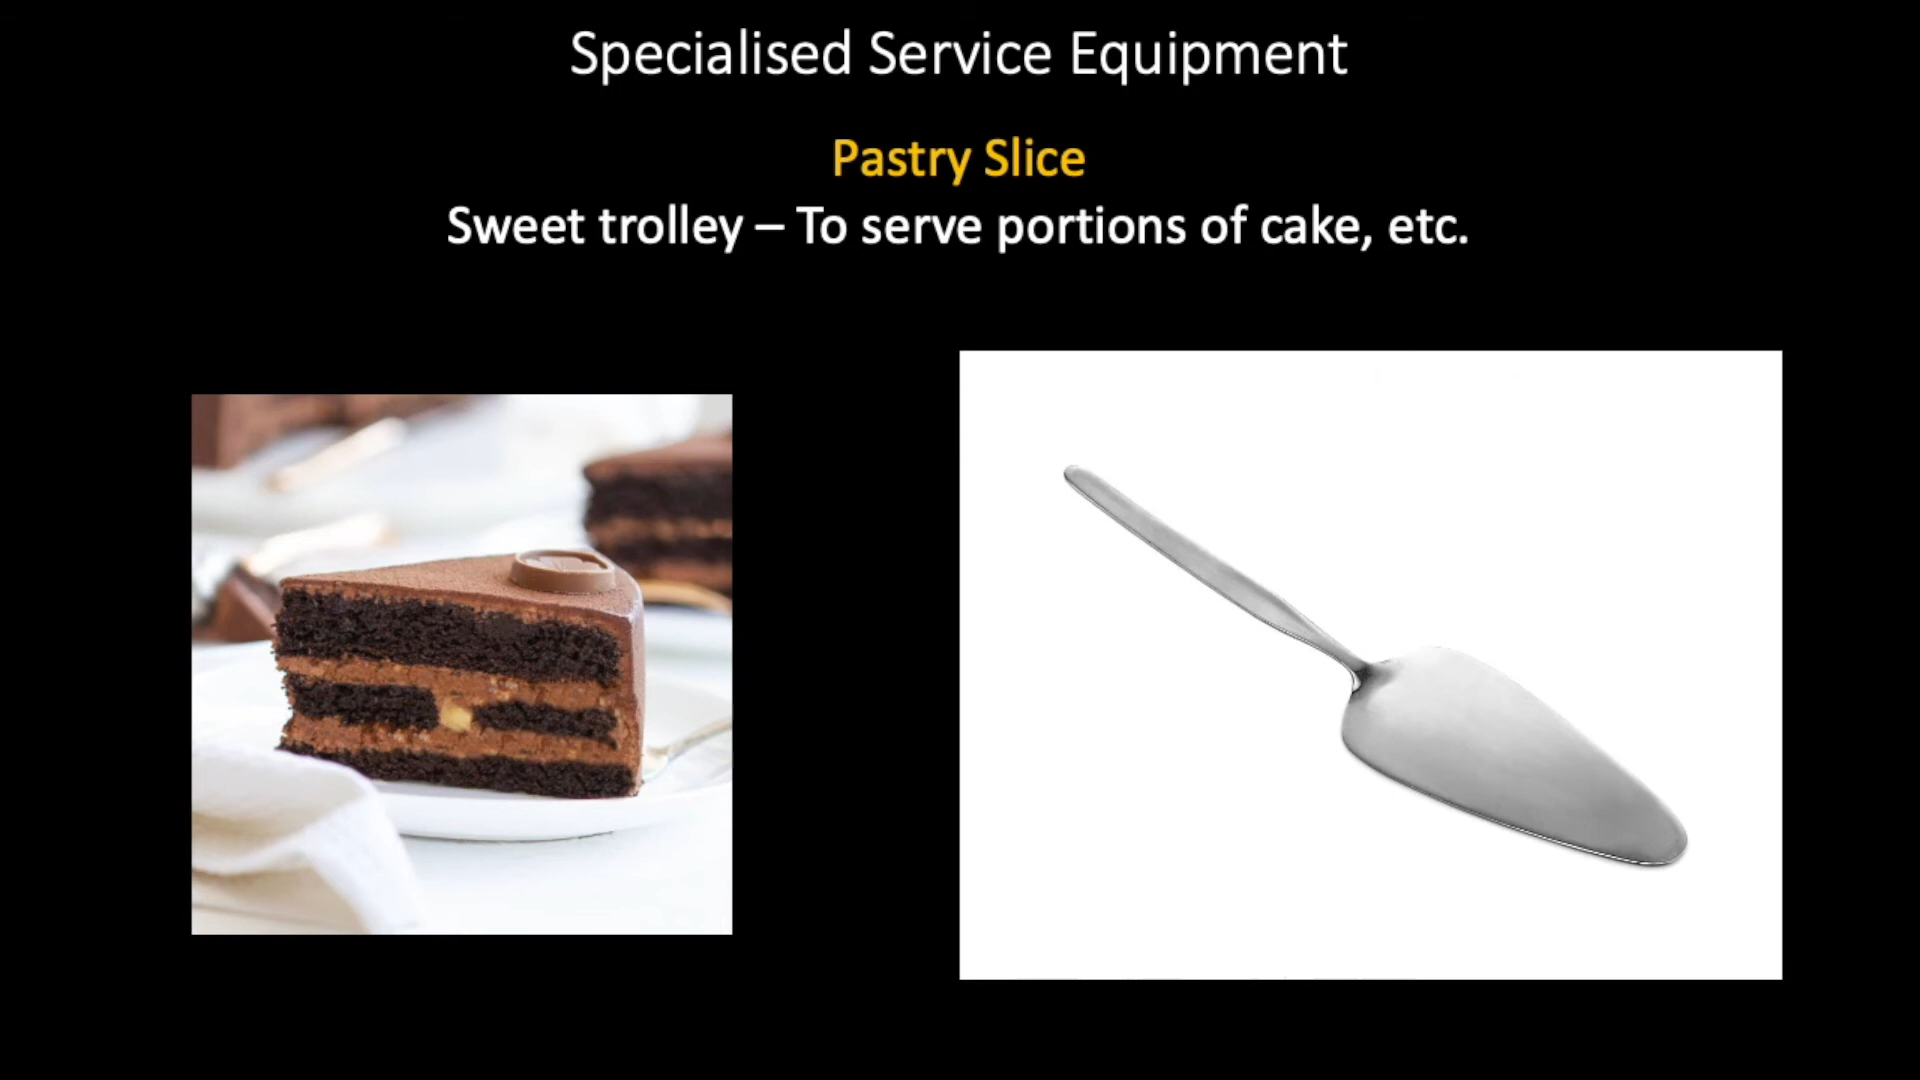 Specialised Service Equipment
Pastry Slice
Sweet trolley – To serve portions of cake, etc.